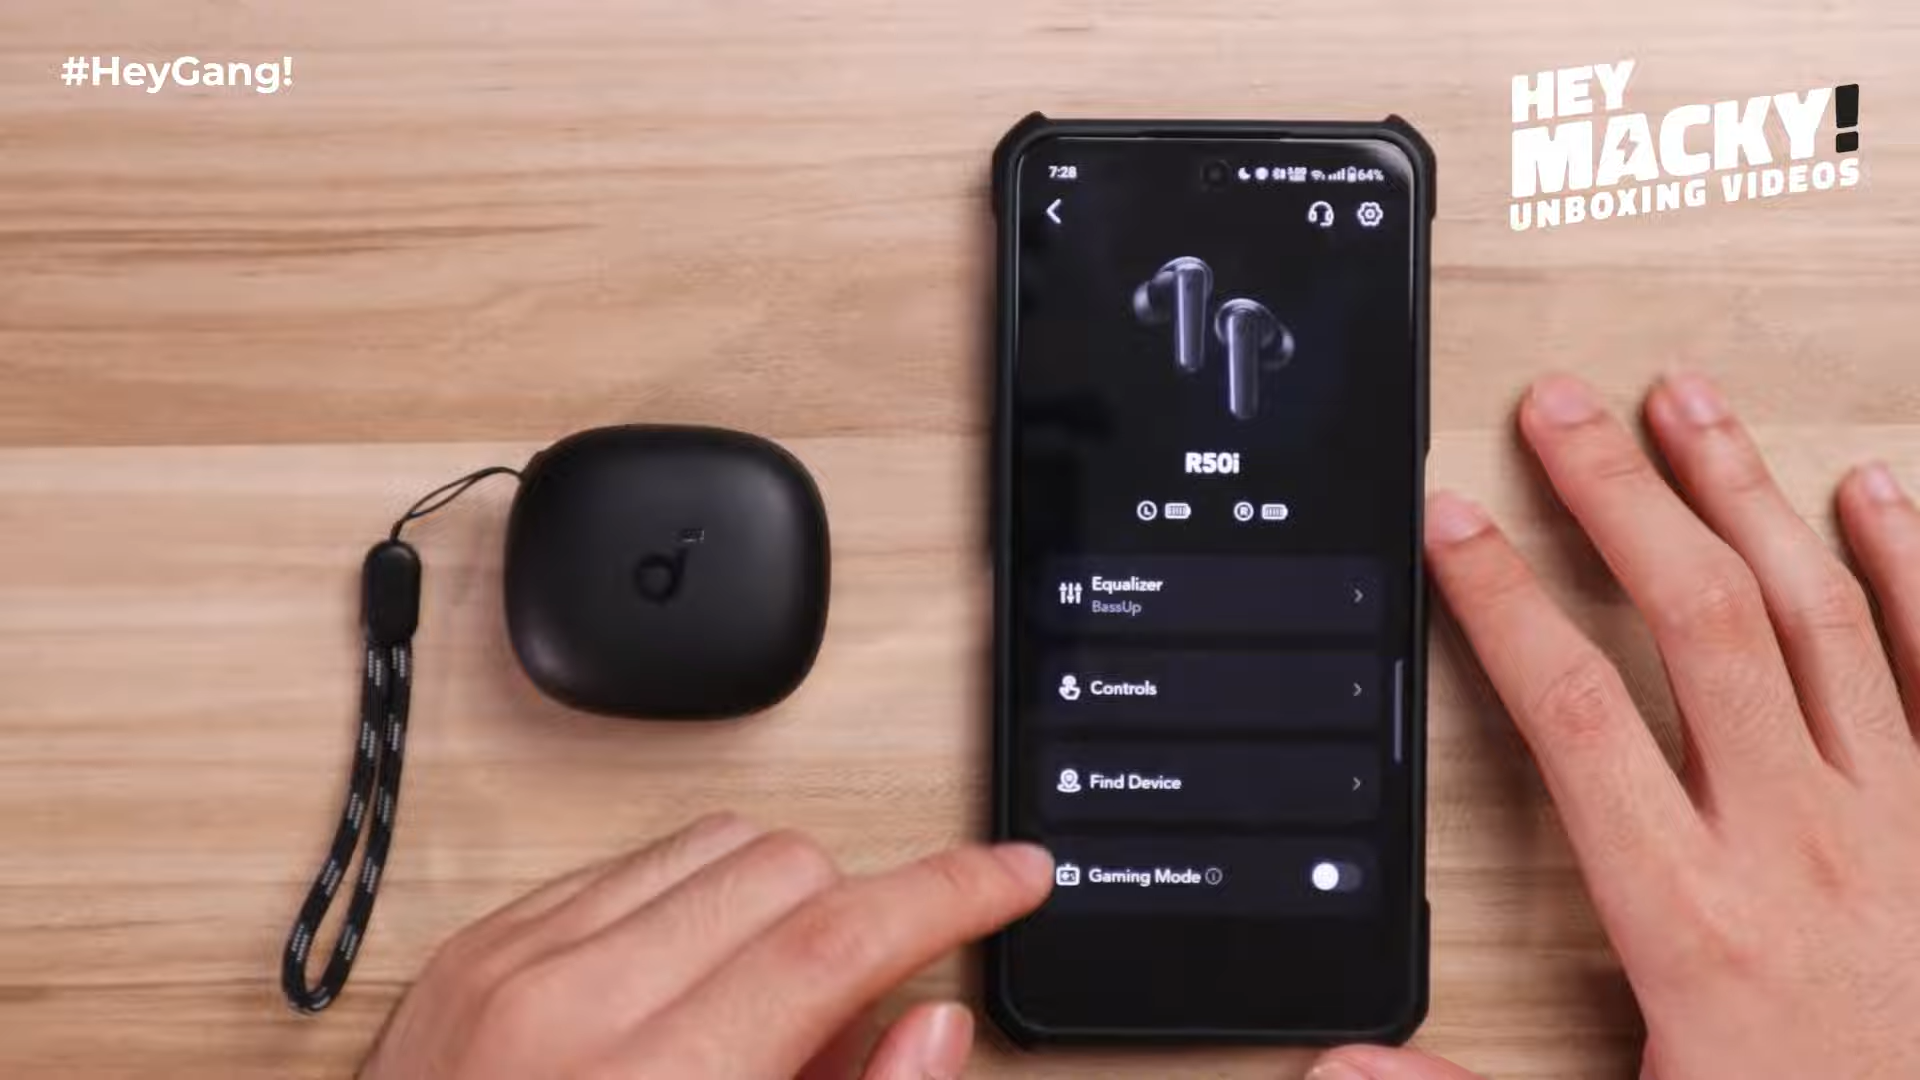 #HeyGang!
HEY
MACKY!
UNBOXING VIDEOS
7:28
64%
R50i
L
R
Equalizer
BassUp
Controls
Find Device
Gaming Mode